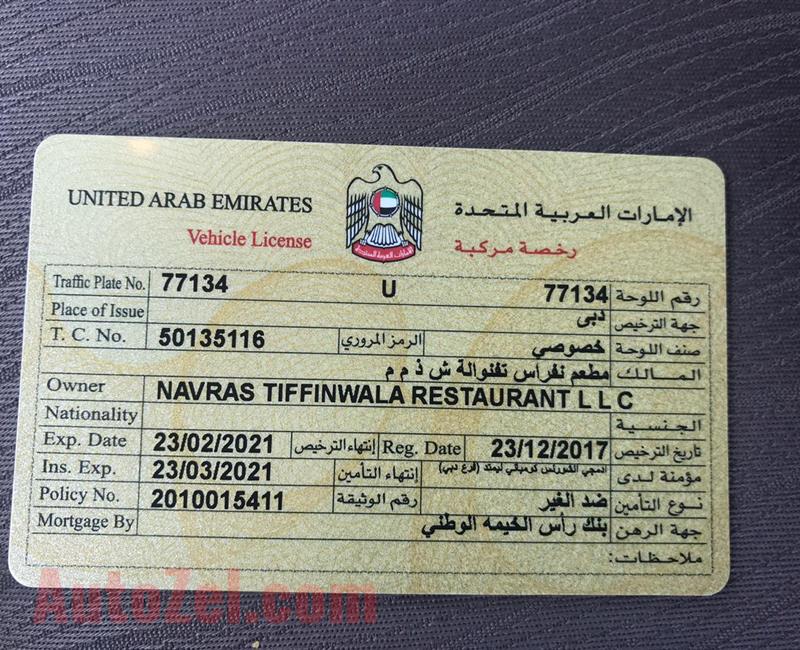 UNITED ARAB EMIRATES الإمارات العربية المتحدة
Vehicle License رخصة مركبة
Traffic Plate No. 77134 U 77134 رقم اللوحة
Place of Issue دبى جهة الترخيص
T. C. No. 50135116 الرمز المروري خصوصي صنف اللوحة
مطعم نفراس تفنوالة ش ذ م م المالك
Owner NAVRAS TIFFINWALA RESTAURANT L L C
Nationality الجنسية
Exp. Date 23/02/2021 إنتهاء الترخيص Reg. Date 23/12/2017 تاريخ الترخيص
Ins. Exp. 23/03/2021 إنتهاء التأمين (فرع دبي) مؤمنة لدى
Policy No. 2010015411 رقم الوثيقة ضد الغير نوع التأمين
Mortgage By بنك رأس الخيمه الوطني جهة الرهن
ملاحظات:
AutoZel.com